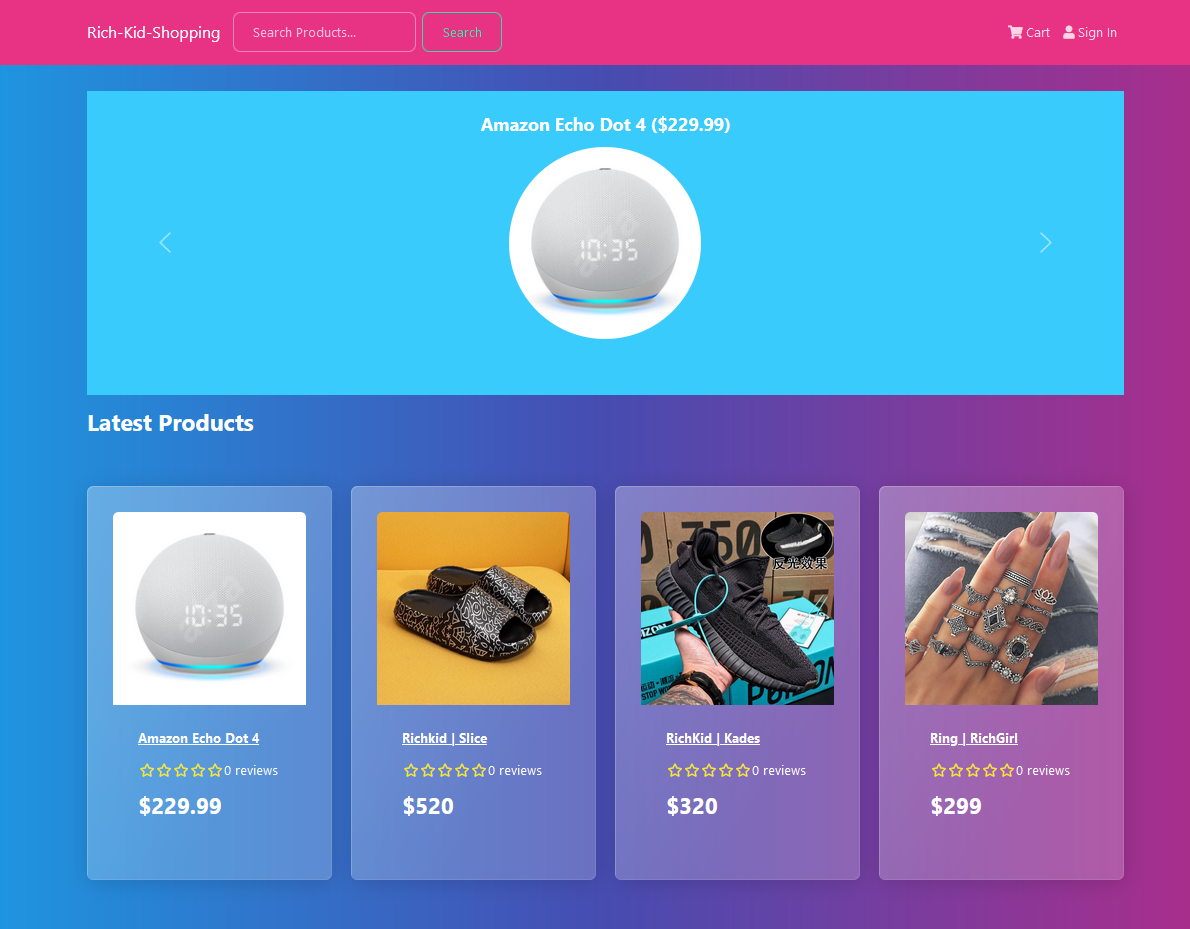 Rich-Kid-Shopping
Search Products...
Search
Cart
Sign In
Amazon Echo Dot 4 ($229.99)
10:35
Latest Products
10:35
750
反光效果
Amazon Echo Dot 4
0 reviews
$229.99
Richkid | Slice
0 reviews
$520
RichKid | Kades
0 reviews
$320
Ring | RichGirl
0 reviews
$299